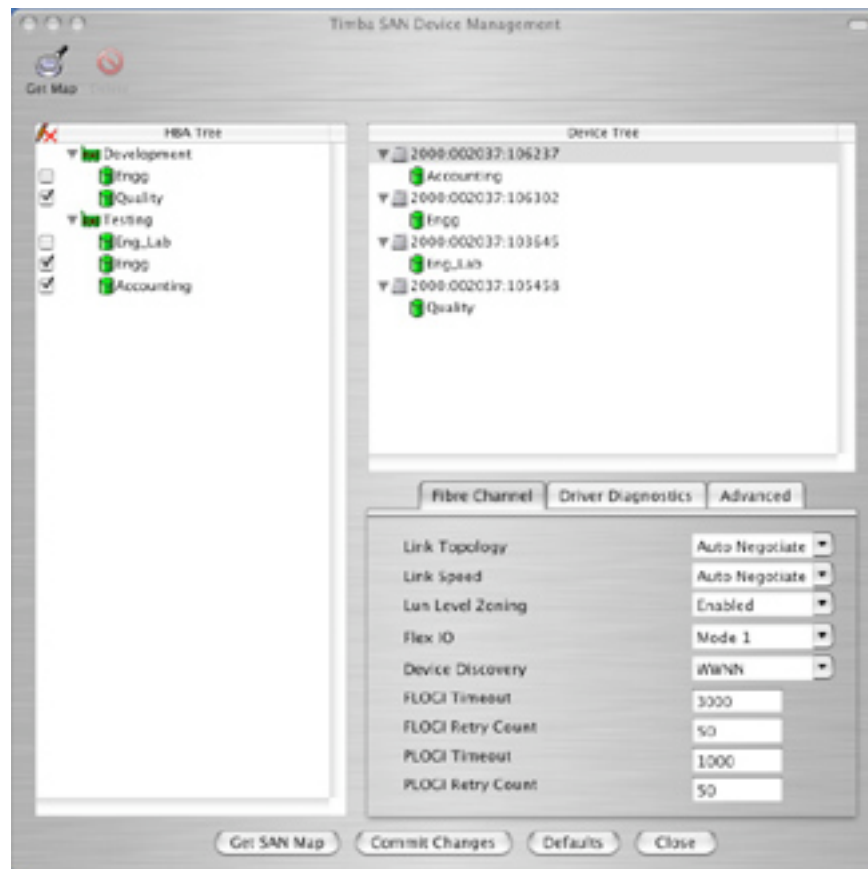 Timba SAN Device Management
Get Map Delete
HBA Tree
Development
Engg
Quality
Testing
Eng_Lab
Engg
Accounting
Device Tree
2000:002037:106237
Accounting
2000:002037:106302
Engg
2000:002037:103645
Eng_Lab
2000:002037:105458
Quality
Fibre Channel Driver Diagnostics Advanced
Link Topology Auto Negotiate
Link Speed Auto Negotiate
Lun Level Zoning Enabled
Flex IO Mode 1
Device Discovery WWNN
FLOGI Timeout 3000
FLOGI Retry Count 50
PLOGI Timeout 1000
PLOGI Retry Count 50
Get SAN Map Commit Changes Defaults Close